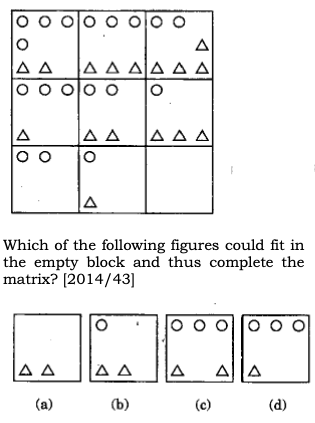 Which of the following figures could fit in
the empty block and thus complete the
matrix? [2014/43]
(a) (b) (c) (d)